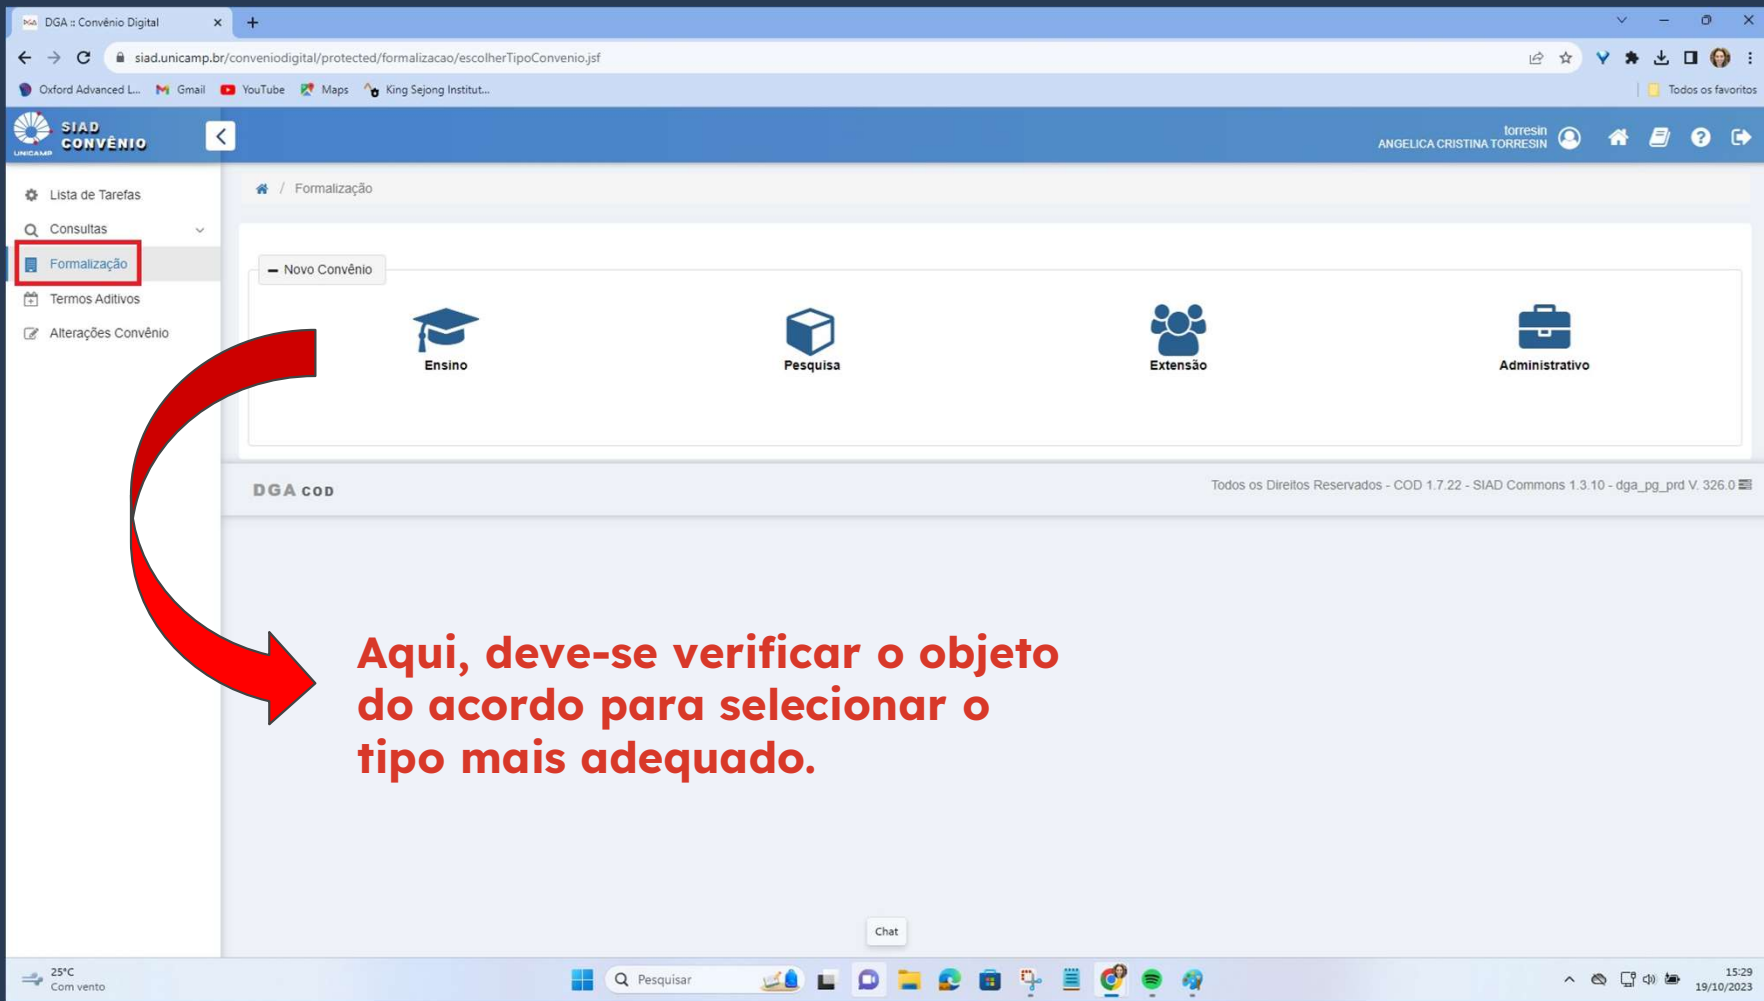 DGA :: Convênio Digital
siad.unicamp.br/conveniodigital/protected/formalizacao/escolherTipoConvenio.jsf
Oxford Advanced L... Gmail YouTube Maps King Sejong Institut... Todos os favoritos
UNICAMP
SIAD
CONVÊNIO
torresin
ANGELICA CRISTINA TORRESIN
Lista de Tarefas
Consultas
Formalização
Termos Aditivos
Alterações Convênio
/ Formalização
Novo Convênio
Ensino Pesquisa Extensão Administrativo
DGA COD
Todos os Direitos Reservados - COD 1.7.22 - SIAD Commons 1.3.10 - dga_pg_prd V. 326.0
Aqui, deve-se verificar o objeto
do acordo para selecionar o
tipo mais adequado.
Chat
25°C
Com vento
Pesquisar
15:29
19/10/2023